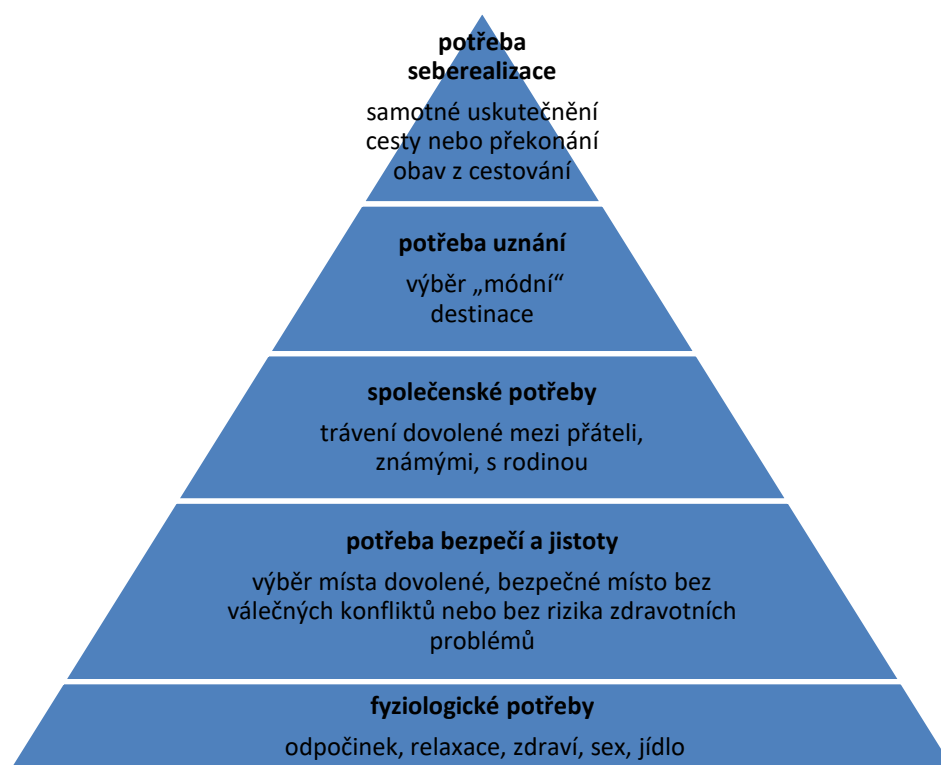 potřeba
seberealizace
samotné uskutečnění
cesty nebo překonání
obav z cestování
potřeba uznání
výběr „módní“
destinace
společenské potřeby
trávení dovolené mezi přáteli,
známými, s rodinou
potřeba bezpečí a jistoty
výběr místa dovolené, bezpečné místo bez
válečných konfliktů nebo bez rizika zdravotních
problémů
fyziologické potřeby
odpočinek, relaxace, zdraví, sex, jídlo